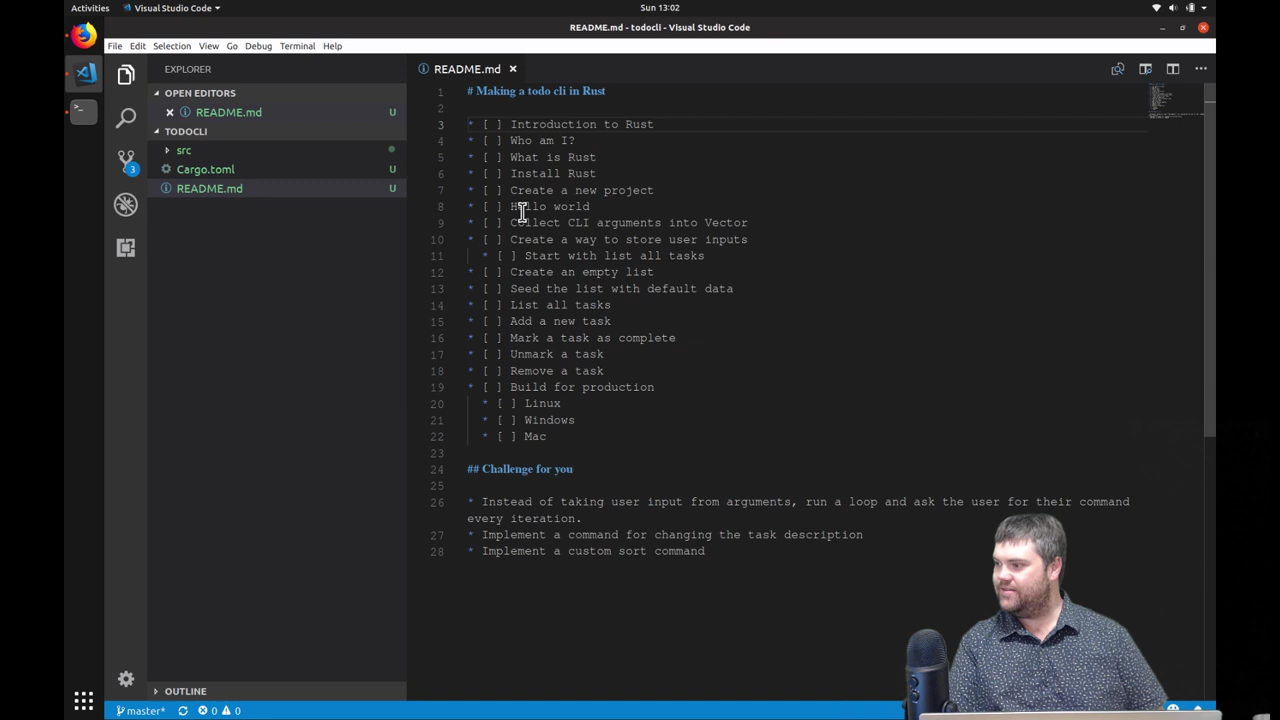 Activities Visual Studio Code Sun 13:02
README.md - todocli - Visual Studio Code
File Edit Selection View Go Debug Terminal Help
EXPLORER
README.md
OPEN EDITORS
README.md U
TODOCLI
src
Cargo.toml U
README.md U
3
OUTLINE
1 # Making a todo cli in Rust
2
3 * [ ] Introduction to Rust
4 * [ ] Who am I?
5 * [ ] What is Rust
6 * [ ] Install Rust
7 * [ ] Create a new project
8 * [ ] Hello world
9 * [ ] Collect CLI arguments into Vector
10 * [ ] Create a way to store user inputs
11 * [ ] Start with list all tasks
12 * [ ] Create an empty list
13 * [ ] Seed the list with default data
14 * [ ] List all tasks
15 * [ ] Add a new task
16 * [ ] Mark a task as complete
17 * [ ] Unmark a task
18 * [ ] Remove a task
19 * [ ] Build for production
20 * [ ] Linux
21 * [ ] Windows
22 * [ ] Mac
23
24 ## Challenge for you
25
26 * Instead of taking user input from arguments, run a loop and ask the user for their command
every iteration.
27 * Implement a command for changing the task description
28 * Implement a custom sort command
master* 0 0